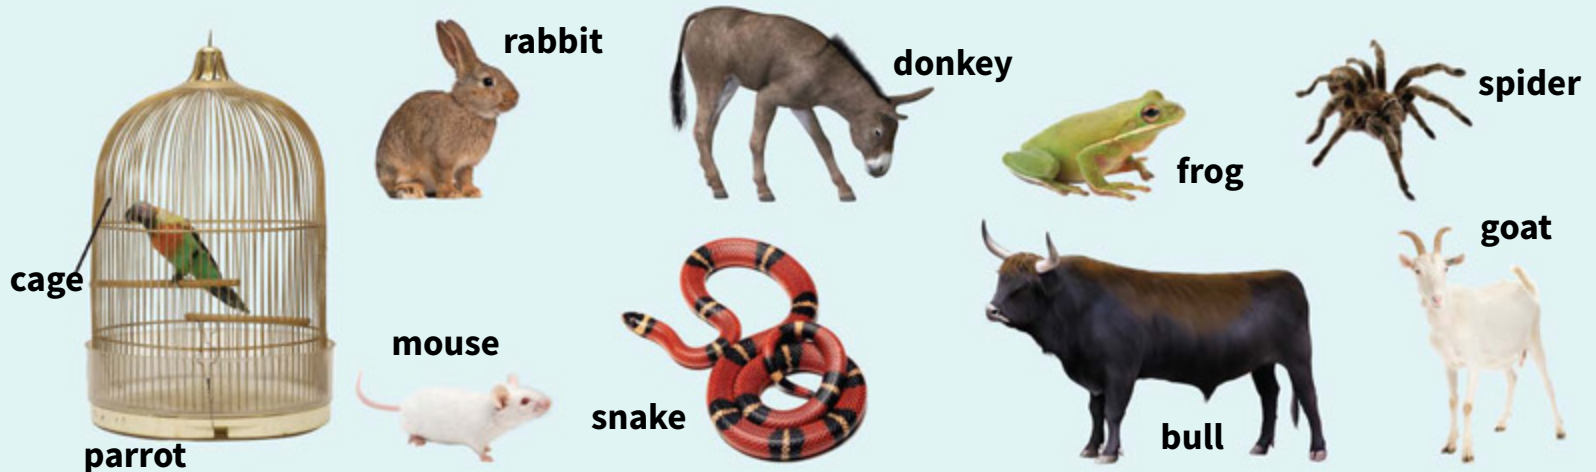 rabbit
donkey
spider
frog
goat
cage
mouse
snake
bull
parrot